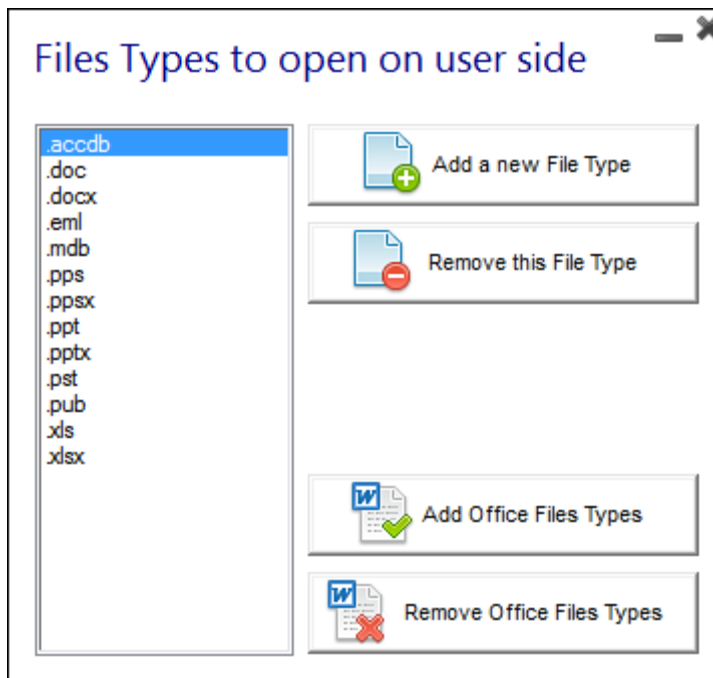 Files Types to open on user side
.accdb
.doc
.docx
.eml
.mdb
.pps
.ppsx
.ppt
.pptx
.pst
.pub
.xls
.xlsx
Add a new File Type
Remove this File Type
W
Add Office Files Types
W
Remove Office Files Types